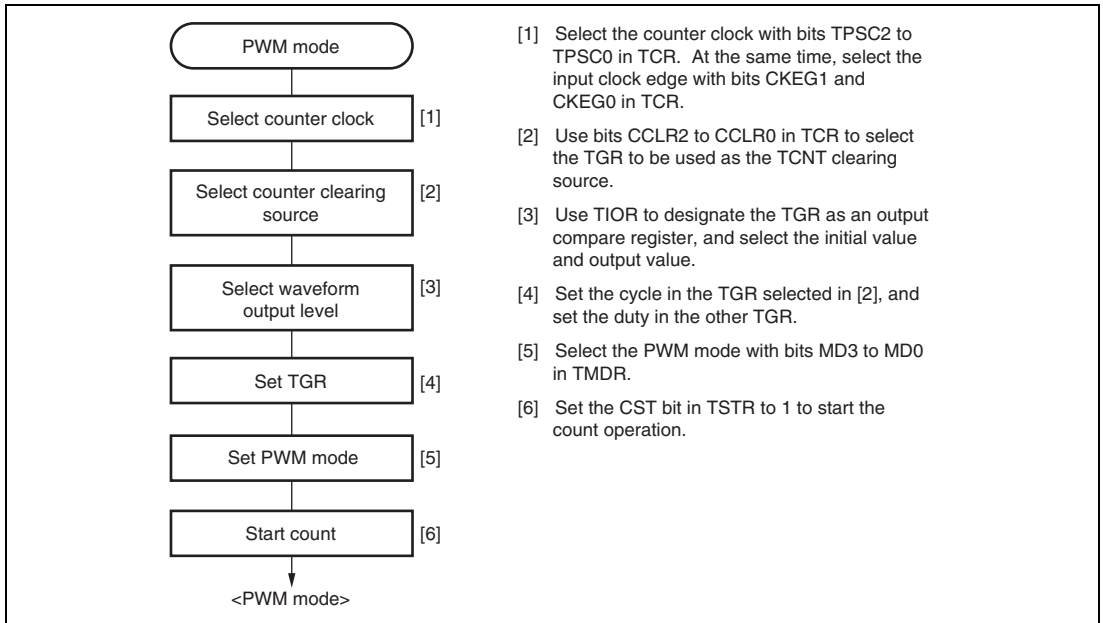 PWM mode
Select counter clock
[1]
Select counter clearing
source
[2]
Select waveform
output level
[3]
Set TGR
[4]
Set PWM mode
[5]
Start count
[6]
<PWM mode>
[1] Select the counter clock with bits TPSC2 to
TPSC0 in TCR. At the same time, select the
input clock edge with bits CKEG1 and
CKEG0 in TCR.
[2] Use bits CCLR2 to CCLR0 in TCR to select
the TGR to be used as the TCNT clearing
source.
[3] Use TIOR to designate the TGR as an output
compare register, and select the initial value
and output value.
[4] Set the cycle in the TGR selected in [2], and
set the duty in the other TGR.
[5] Select the PWM mode with bits MD3 to MD0
in TMDR.
[6] Set the CST bit in TSTR to 1 to start the
count operation.